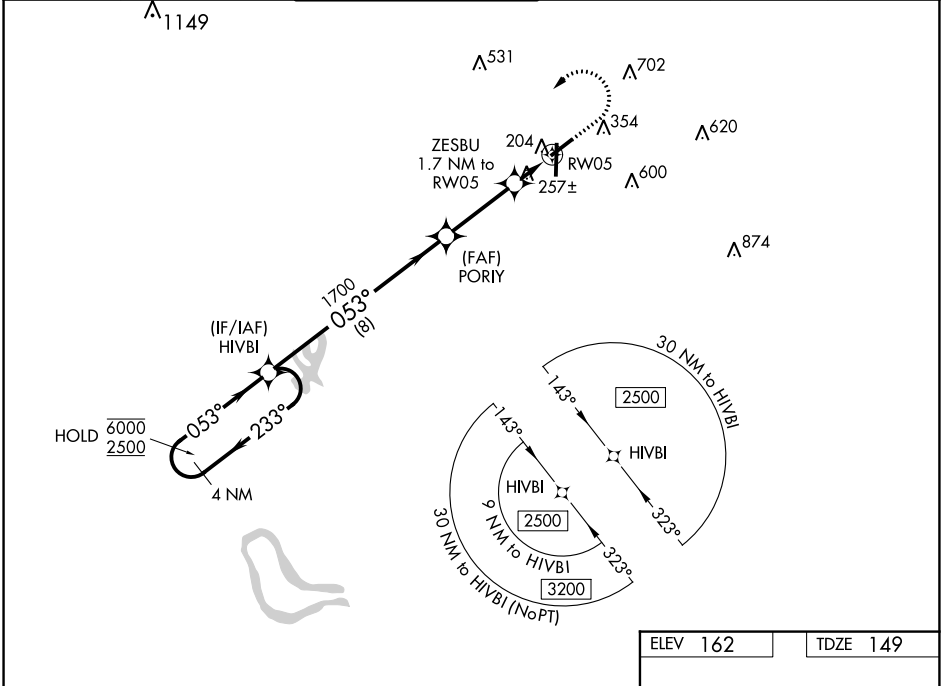 1149
531
702
354
620
204
ZESBU
1.7 NM to
RW05
RW05
257±
600
874
(FAF)
PORIY
1700
053°
(8)
(IF/IAF)
HIVBI
HOLD 6000
2500
053°
233°
4 NM
30 NM to HIVBI
2500
143°
HIVBI
323°
143°
HIVBI
2500
9 NM to HIVBI
323°
3200
30 NM to HIVBI (NoPT)
ELEV 162 TDZE 149